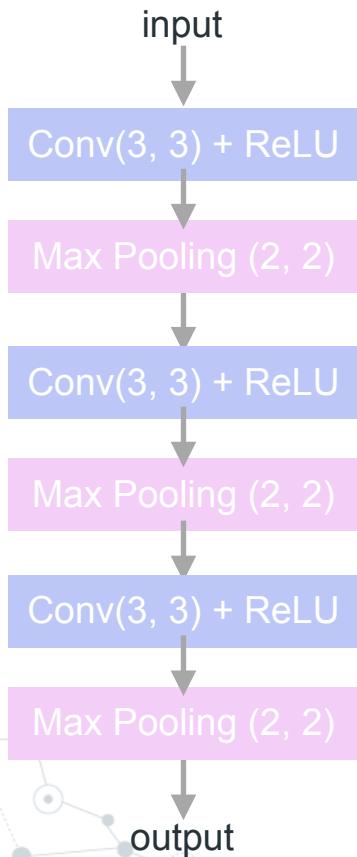 input
Conv(3, 3) + ReLU
Max Pooling (2, 2)
Conv(3, 3) + ReLU
Max Pooling (2, 2)
Conv(3, 3) + ReLU
Max Pooling (2, 2)
output